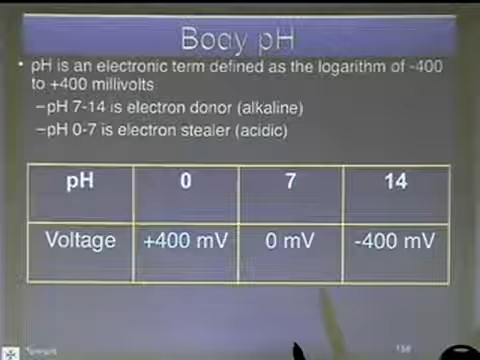 Body pH
• pH is an electronic term defined as the logarithm of -400
to +400 millivolts
–pH 7-14 is electron donor (alkaline)
–pH 0-7 is electron stealer (acidic)
pH 0 7 14
Voltage +400 mV 0 mV -400 mV